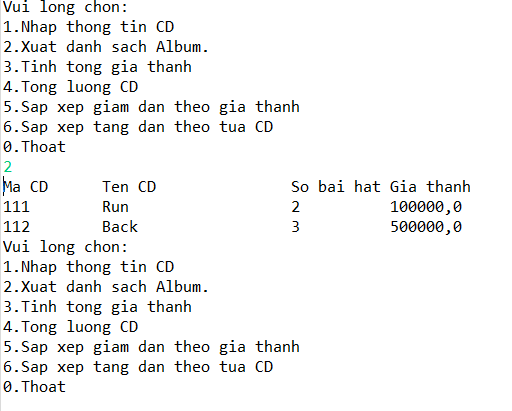 Vui long chon:
1.Nhap thong tin CD
2.Xuat danh sach Album.
3.Tinh tong gia thanh
4.Tong luong CD
5.Sap xep giam dan theo gia thanh
6.Sap xep tang dan theo tua CD
0.Thoat
2
Ma CD Ten CD So bai hat Gia thanh
111 Run 2 100000,0
112 Back 3 500000,0
Vui long chon:
1.Nhap thong tin CD
2.Xuat danh sach Album.
3.Tinh tong gia thanh
4.Tong luong CD
5.Sap xep giam dan theo gia thanh
6.Sap xep tang dan theo tua CD
0.Thoat